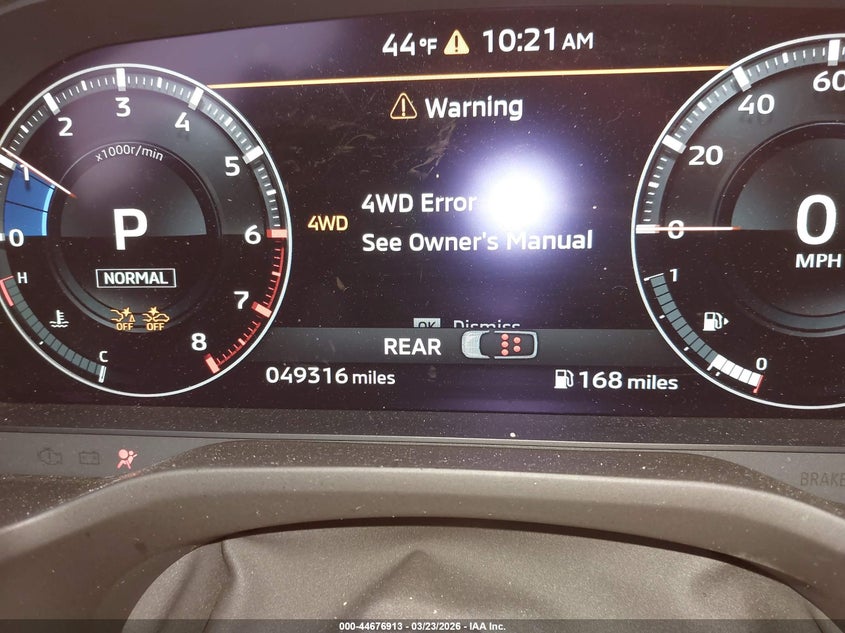 44°F 10:21 AM
Warning
4WD Error
4WD
See Owner's Manual
OK Dismiss
REAR
049316 miles
168 miles
0
1
2
3
4
5
6
7
8
x1000r/min
P
NORMAL
H
C
OFF OFF
0
20
40
60
0
MPH
1
0
BRAKE
000-44676913 - 03/23/2026 - IAA Inc.